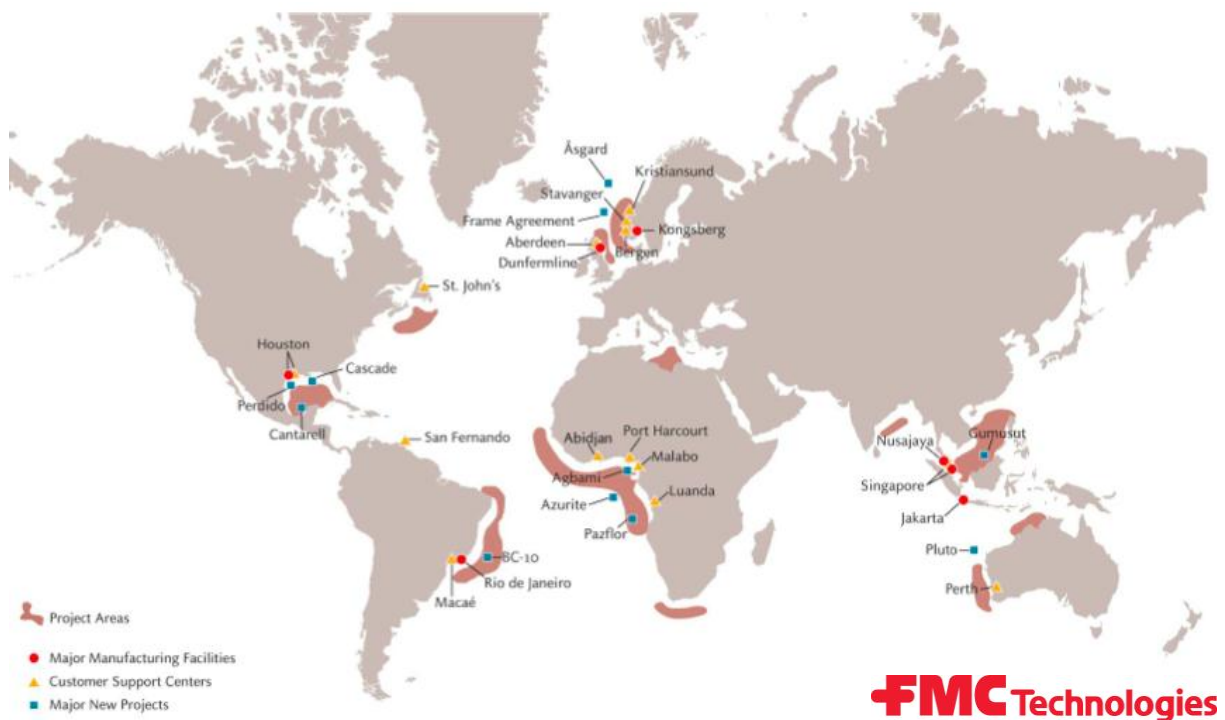 Åsgard
Kristiansund
Stavanger
Frame Agreement
Kongsberg
Aberdeen
Bergen
Dunfermline
St. John's
Houston
Cascade
Perdido
Cantarell
San Fernando
Abidjan
Port Harcourt
Malabo
Agbami
Luanda
Azurite
Pazflor
Nusajaya
Gumusut
Singapore
Jakarta
Pluto
Perth
BC-10
Rio de Janeiro
Macaé
Project Areas
Major Manufacturing Facilities
Customer Support Centers
Major New Projects
FMC Technologies